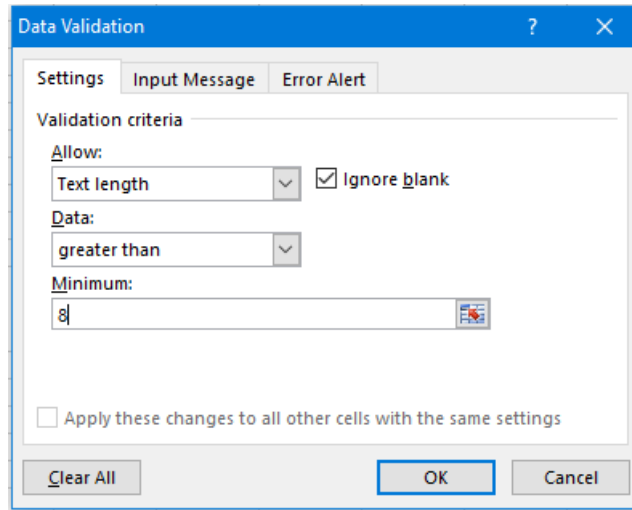 Data Validation ? ×
Settings Input Message Error Alert
Validation criteria
Allow:
Text length Ignore blank
Data:
greater than
Minimum:
8
Apply these changes to all other cells with the same settings
Clear All OK Cancel